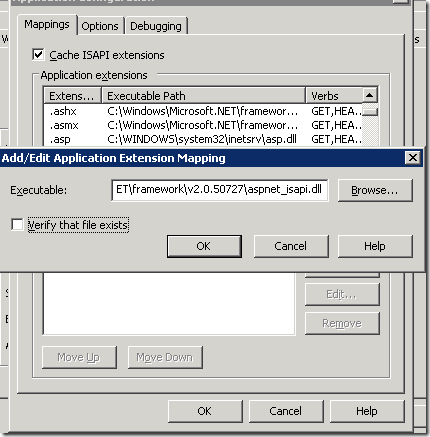 Mappings Options Debugging
Cache ISAPI extensions
Application extensions
Extens... Executable Path Verbs
.ashx C:\Windows\Microsoft.NET\framewor... GET,HEA...
.asmx C:\Windows\Microsoft.NET\framewor... GET,HEA...
.asp C:\WINDOWS\system32\inetsrv\asp.dll GET,HEA...
Add/Edit Application Extension Mapping
Executable: ET\framework\v2.0.50727\aspnet_isapi.dll Browse...
Verify that file exists
OK Cancel Help
Edit...
Remove
Move Up Move Down
OK Cancel Help